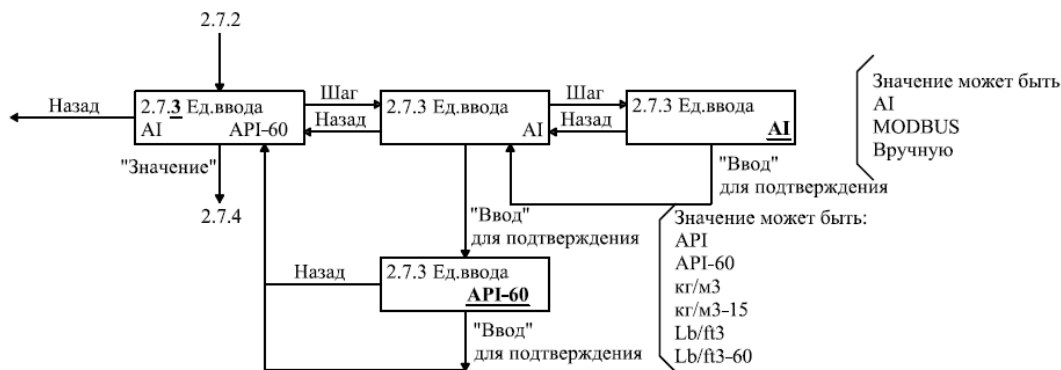 2.7.2
Назад
2.7.3 Ед.ввода
AI API-60
Шаг
Назад
2.7.3 Ед.ввода
AI
Шаг
Назад
2.7.3 Ед.ввода
AI
Значение может быть
AI
MODBUS
Вручную
"Значение"
2.7.4
"Ввод"
для подтверждения
"Ввод"
для подтверждения
Назад
2.7.3 Ед.ввода
API-60
"Ввод"
для подтверждения
Значение может быть:
API
API-60
кг/м3
кг/м3-15
Lb/ft3
Lb/ft3-60